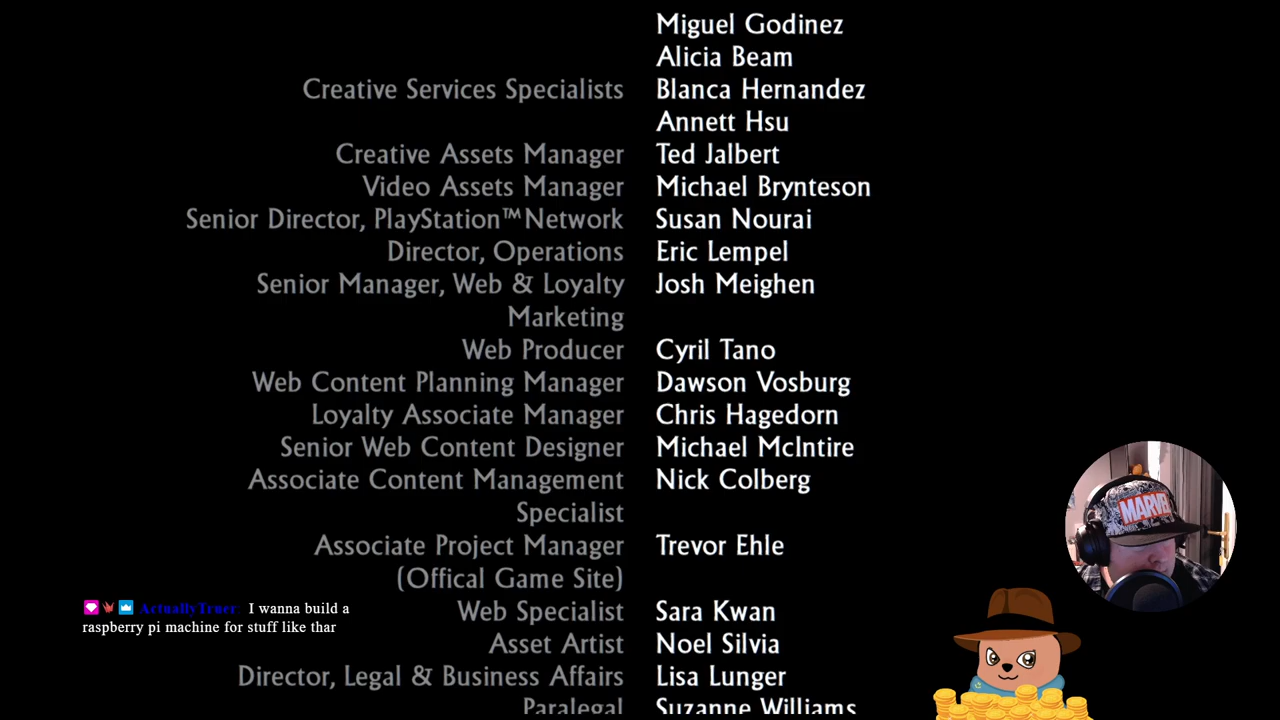 Miguel Godinez
Alicia Beam
Creative Services Specialists Blanca Hernandez
Annett Hsu
Creative Assets Manager Ted Jalbert
Video Assets Manager Michael Brynteson
Senior Director, PlayStation™Network Susan Nourai
Director, Operations Eric Lempel
Senior Manager, Web & Loyalty Josh Meighen
Marketing
Web Producer Cyril Tano
Web Content Planning Manager Dawson Vosburg
Loyalty Associate Manager Chris Hagedorn
Senior Web Content Designer Michael McIntire
Associate Content Management Nick Colberg
Specialist
Associate Project Manager Trevor Ehle
(Offical Game Site)
Web Specialist Sara Kwan
Asset Artist Noel Silvia
Director, Legal & Business Affairs Lisa Lunger
Paralegal Suzanne Williams
ActuallyTruer: I wanna build a
raspberry pi machine for stuff like thar
MARVEL